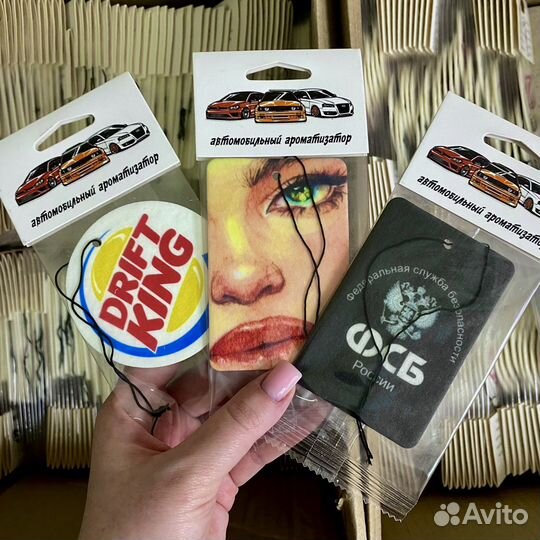 автомобильный ароматизатор
автомобильный ароматизатор
автомобильный ароматизатор
DRIFT
KING
Федеральная служба безопасности
ФСБ
России
Avito